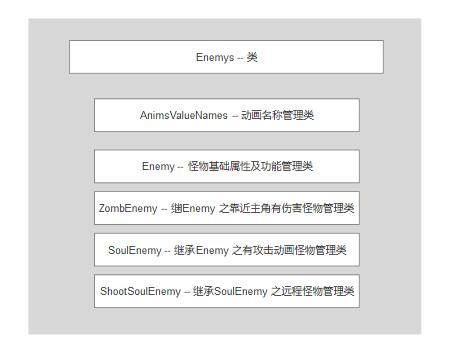 Enemys -- 类
AnimsValueNames -- 动画名称管理类
Enemy -- 怪物基础属性及功能管理类
ZombEnemy -- 继Enemy 之靠近主角有伤害怪物管理类
SoulEnemy -- 继承Enemy 之有攻击动画怪物管理类
ShootSoulEnemy -- 继承SoulEnemy 之远程怪物管理类